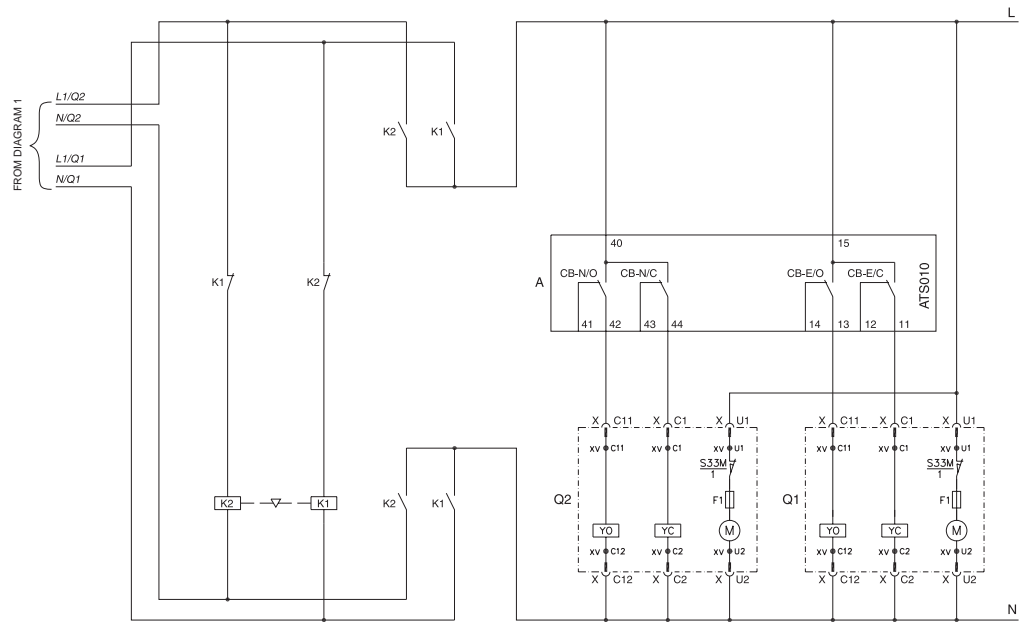 L
FROM DIAGRAM 1
L1/Q2
N/Q2
L1/Q1
N/Q1
K2 K1
40 15
K1 K2
A
CB-N/O CB-N/C CB-E/O CB-E/C
ATS010
41 42 43 44 14 13 12 11
X C11 X C1 X U1 X C11 X C1 X U1
xv C11 xv C1 xv U1 xv C11 xv C1 xv U1
S33M S33M
1 1
K2 K1 K2 K1 Q2 F1 Q1 F1
YO YC M YO YC M
xv C12 xv C2 xv U2 xv C12 xv C2 xv U2
X C12 X C2 X U2 X C12 X C2 X U2
N